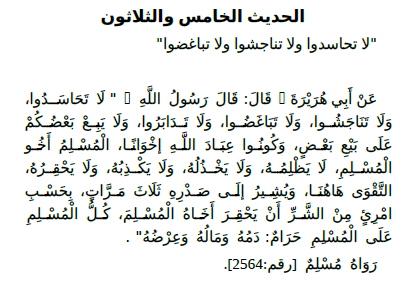 الحديث الخامس والثلاثون
"لا تحاسدوا ولا تناجشوا ولا تباغضوا"
عَنْ أَبِي هُرَيْرَةَ قَالَ: قَالَ رَسُولُ اللَّهِ " لَا تَحَاسَدُوا،
وَلَا تَنَاجَشُوا، وَلَا تَبَاغَضُوا، وَلَا تَدَابَرُوا، وَلَا يَبِعْ بَعْضُكُمْ
عَلَى بَيْعِ بَعْضٍ، وَكُونُوا عِبَادَ اللَّهِ إخْوَانًا، الْمُسْلِمُ أَخُو
الْمُسْلِمِ، لَا يَظْلِمُهُ، وَلَا يَخْذُلُهُ، وَلَا يَكْذِبُهُ، وَلَا يَحْقِرُهُ،
التَّقْوَى هَاهُنَا، وَيُشِيرُ إلَى صَدْرِهِ ثَلَاثَ مَرَّاتٍ، بِحَسْبِ
امْرِئٍ مِنْ الشَّرِّ أَنْ يَحْقِرَ أَخَاهُ الْمُسْلِمَ، كُلُّ الْمُسْلِمِ
عَلَى الْمُسْلِمِ حَرَامٌ: دَمُهُ وَمَالُهُ وَعِرْضُهُ" .
رَوَاهُ مُسْلِمٌ [رقم:2564].